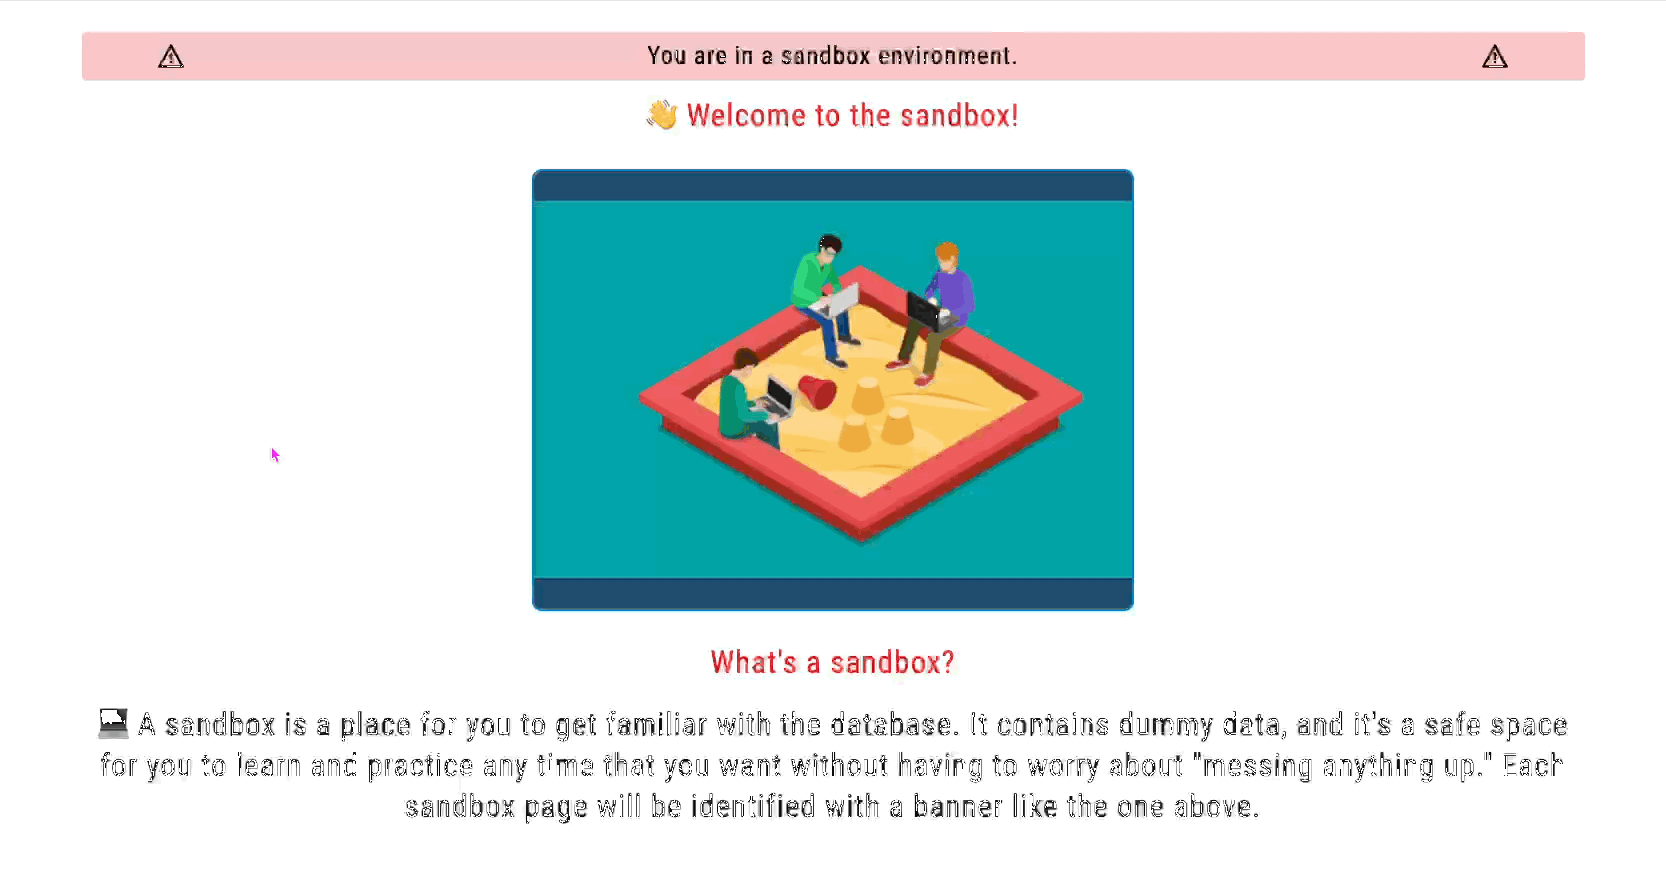 You are in a sandbox environment.
👋 Welcome to the sandbox!
What's a sandbox?
💻 A sandbox is a place for you to get familiar with the database. It contains dummy data, and it's a safe space
for you to learn and practice any time that you want without having to worry about "messing anything up." Each
sandbox page will be identified with a banner like the one above.